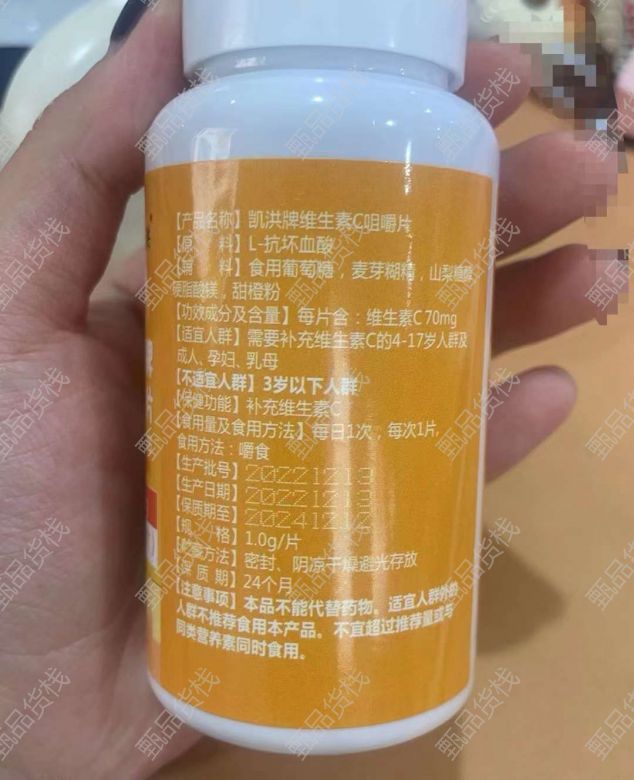 【产品名称】凯洪牌维生素C咀嚼片
【原　　料】L-抗坏血酸
【辅　　料】食用葡萄糖，麦芽糊精，山梨糖醇
硬脂酸镁，甜橙粉
【功效成分及含量】每片含：维生素C 70mg
【适宜人群】需要补充维生素C的4-17岁人群及
成人、孕妇、乳母
【不适宜人群】3岁以下人群
【保健功能】补充维生素C
【食用量及食用方法】每日1次，每次1片，
食用方法：嚼食
【生产批号】20221213
【生产日期】20221213
【保质期至】20241212
【规　　格】1.0g/片
【贮藏方法】密封、阴凉干燥避光存放
【保 质 期】24个月
【注意事项】本品不能代替药物。适宜人群外的
人群不推荐食用本产品。不宜超过推荐量或与
同类营养素同时食用。
甄品货栈